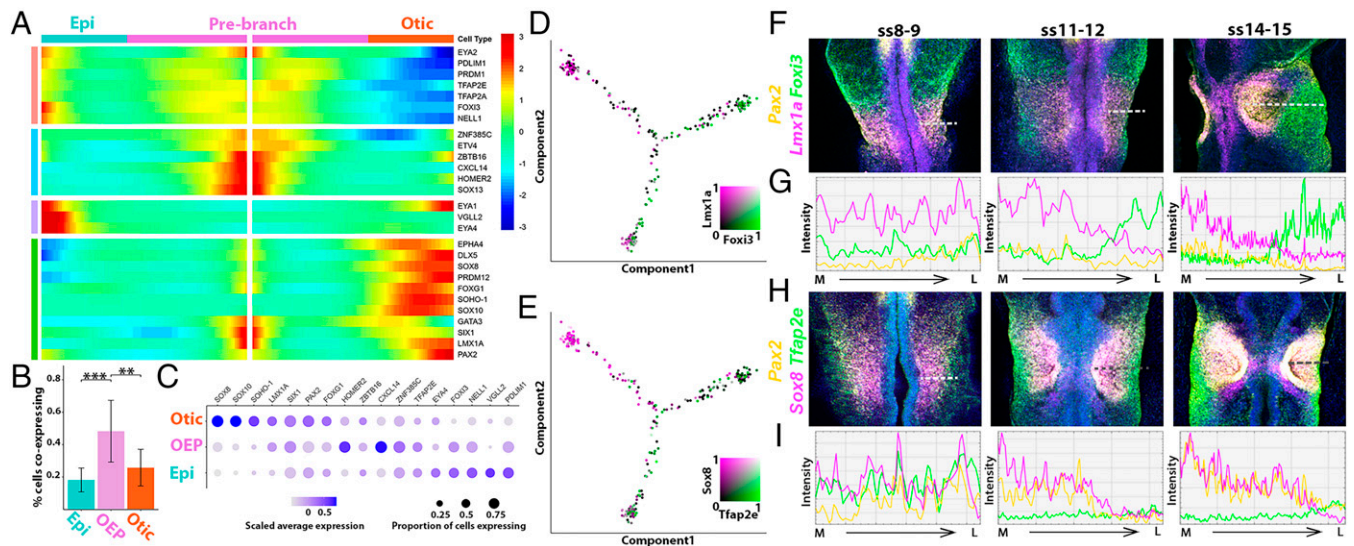 A
Epi
Pre-branch
Otic
Cell Type
EYA2
PDLIM1
PRDM1
TFAP2E
TFAP2A
FOXI3
NELL1
ZNF385C
ETV4
ZBTB16
CXCL14
HOMER2
SOX13
EYA1
VGLL2
EYA4
EPHA4
DLX5
SOX8
PRDM12
FOXG1
SOHO-1
SOX10
GATA3
SIX1
LMX1A
PAX2
3
2
1
0
-1
-2
-3
B
% cells co-expressing
0.8
0.6
0.4
0.2
***
**
Epi
OEP
Otic
C
SOX8
SOX10
SOHO-1
LMX1A
SIX1
PAX2
FOXG1
HOMER2
ZBTB16
CXCL14
ZNF385C
TFAP2E
EYA4
FOXI3
NELL1
VGLL2
PDLIM1
Otic
OEP
Epi
0 0.5
Scaled average expression
0.25 0.5 0.75
Proportion of cells expressing
D
Component2
Component1
Lmx1a
1
0 1
Foxi3
E
Component2
Component1
Sox8
1
0 1
Tfap2e
F
ss8-9
ss11-12
ss14-15
Pax2
Lmx1a Foxi3
G
Intensity
Intensity
Intensity
M L
M L
M L
H
Pax2
Sox8 Tfap2e
I
Intensity
Intensity
Intensity
M L
M L
M L